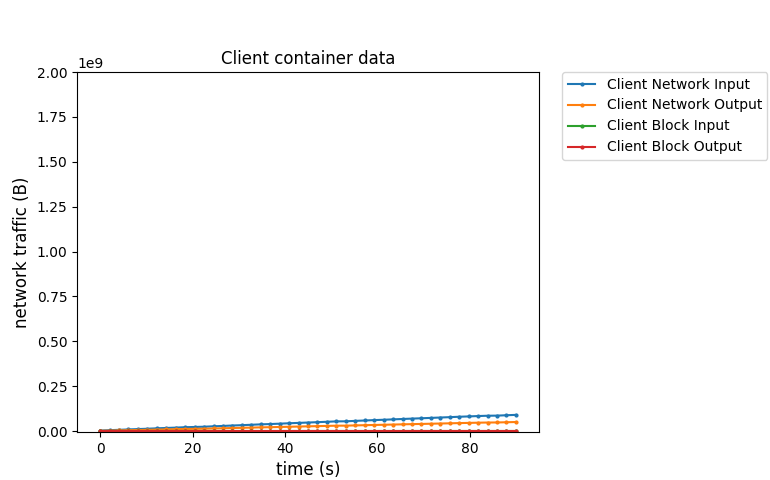 Client container data
1e9
2.00
1.75
1.50
1.25
1.00
0.75
0.50
0.25
0.00
network traffic (B)
0 20 40 60 80
time (s)
Client Network Input
Client Network Output
Client Block Input
Client Block Output